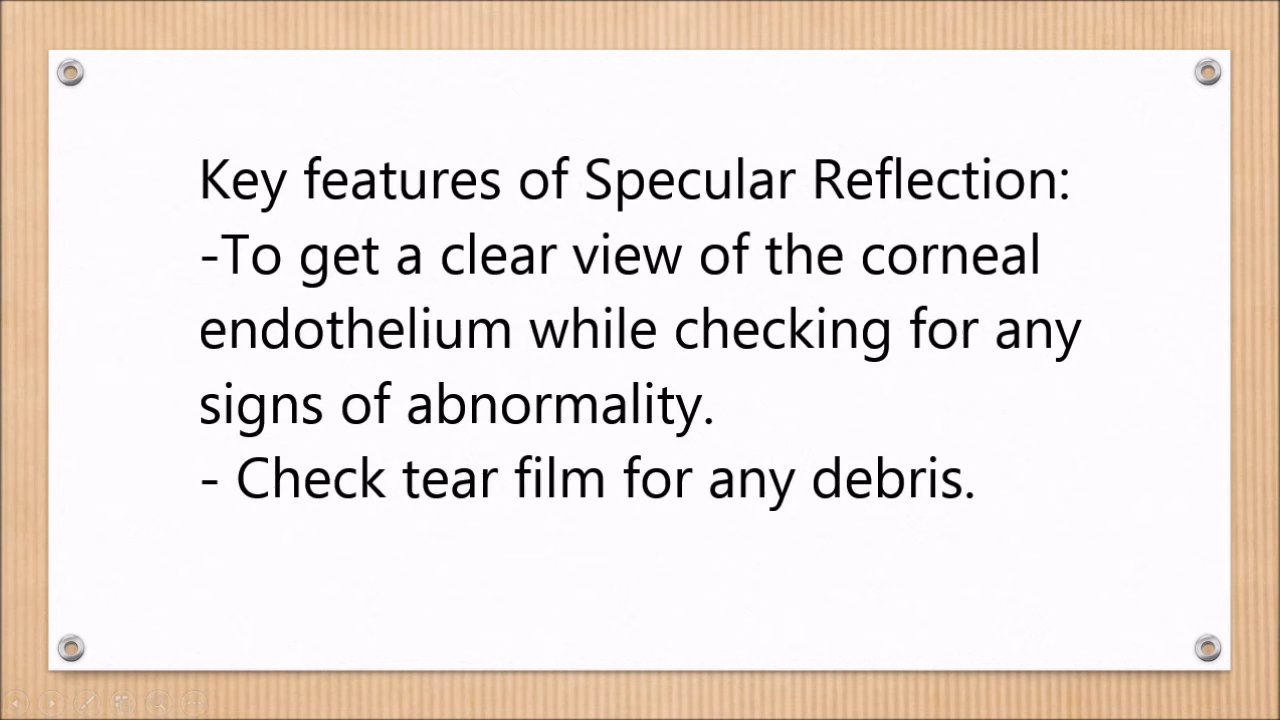 Key features of Specular Reflection:
-To get a clear view of the corneal
endothelium while checking for any
signs of abnormality.
- Check tear film for any debris.